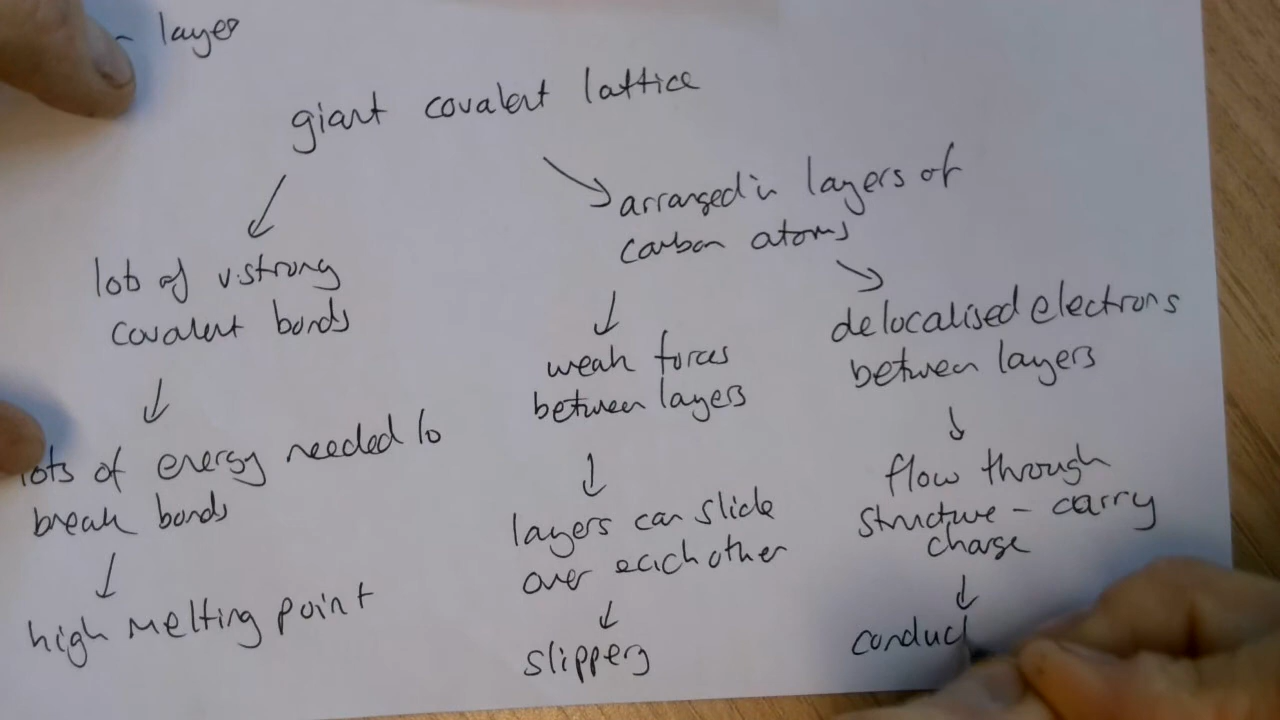 - layer
giant covalent lattice
arranged in layers of
carbon atoms
lots of v.strong
covalent bonds
delocalised electrons
between layers
weak forces
between layers
lots of energy needed to
break bonds
flow through
structure - carry
charge
layers can slide
over each other
high melting point
slippery
conduct